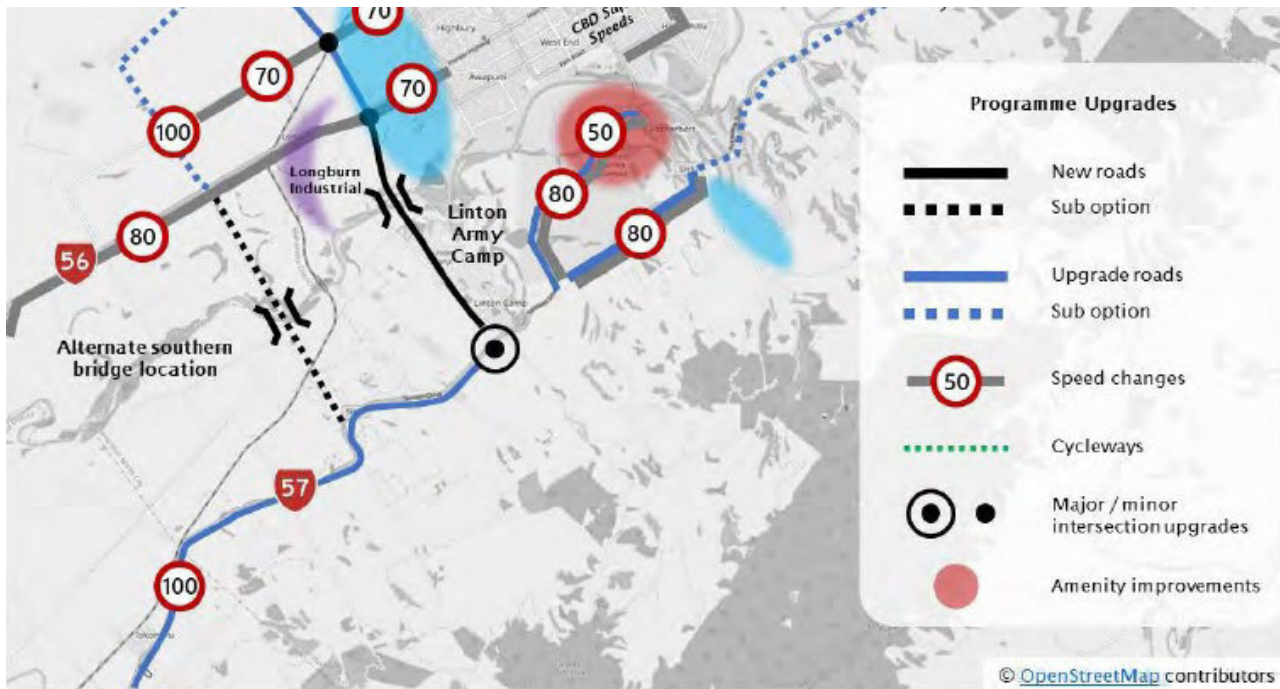 70
Highbury
CBD
Speeds
West End
Awapuni
70
70
100
50
Longburn
Industrial
80
Linton
Army
Camp
80
80
56
Linton Camp
Alternate southern
bridge location
57
100
Programme Upgrades
New roads
Sub option
Upgrade roads
Sub option
50
Speed changes
Cycleways
Major / minor
intersection upgrades
Amenity improvements
© OpenStreetMap contributors